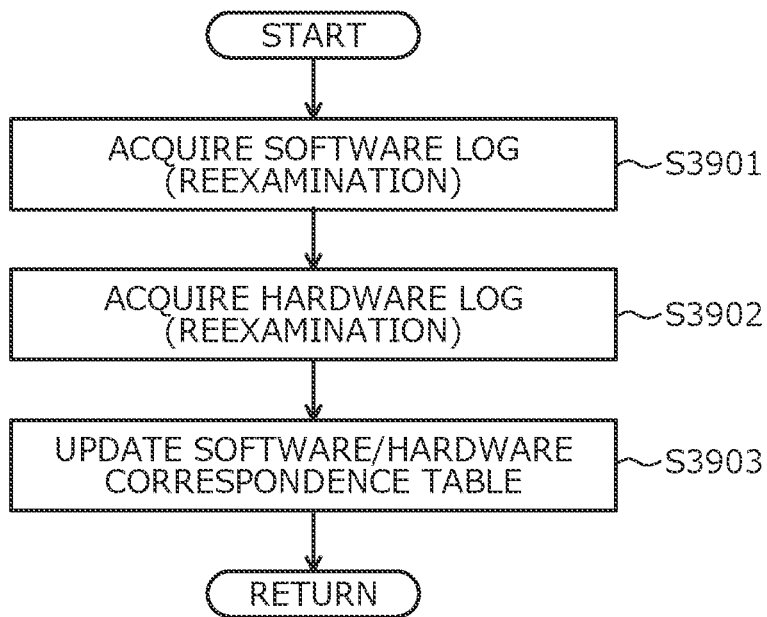 START
ACQUIRE SOFTWARE LOG
(REEXAMINATION)
S3901
ACQUIRE HARDWARE LOG
(REEXAMINATION)
S3902
UPDATE SOFTWARE/HARDWARE
CORRESPONDENCE TABLE
S3903
RETURN